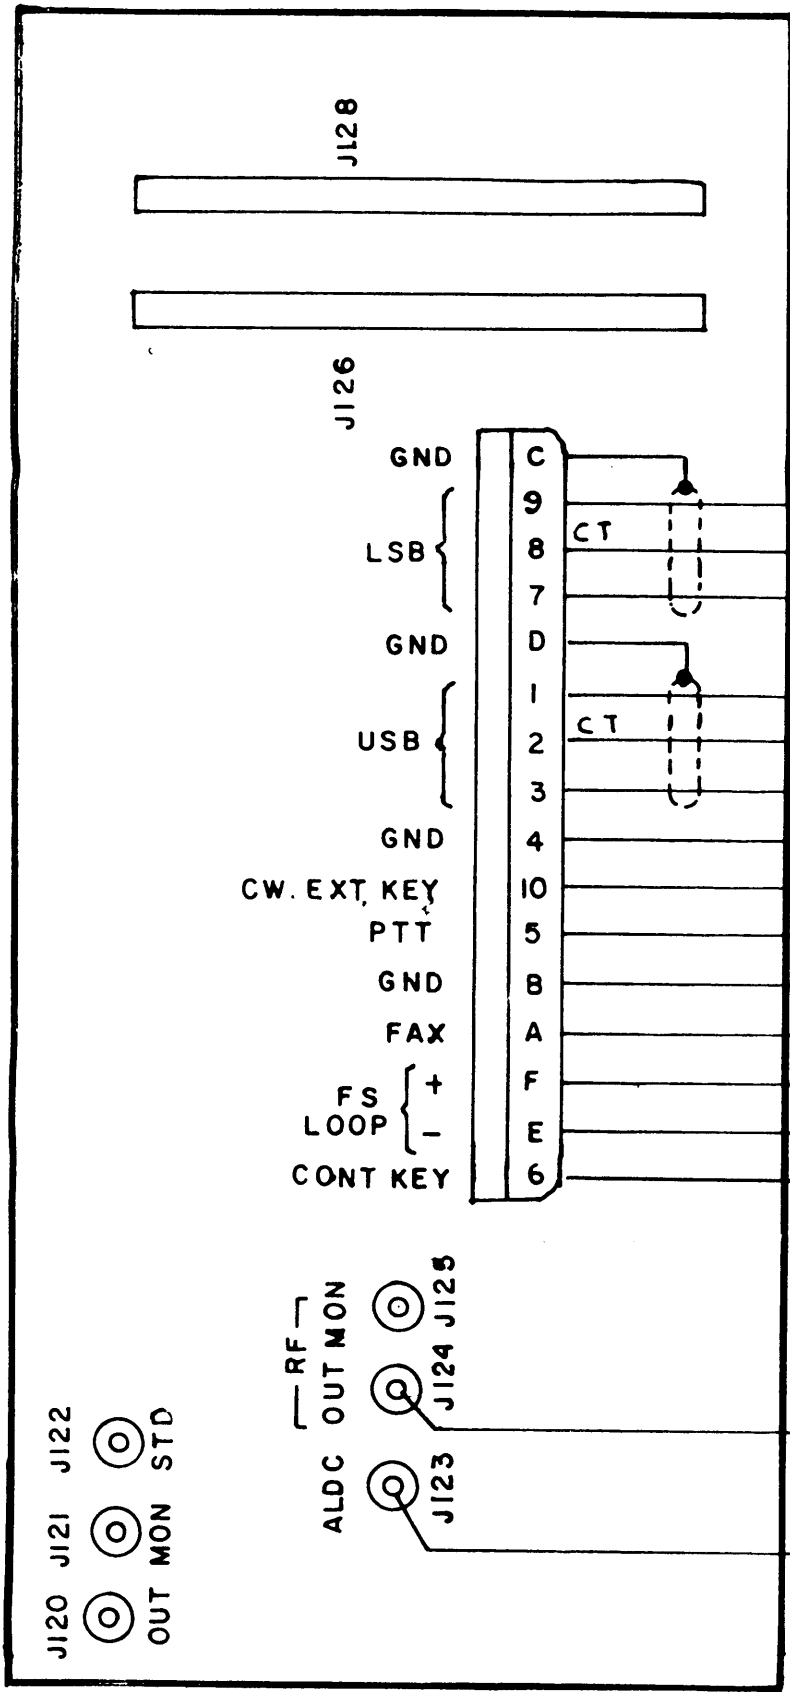 J128
J126
GND C
9
LSB 8 CT
7
GND D
1
USB 2 CT
3
GND 4
CW. EXT. KEY 10
PTT 5
GND B
FAX A
FS + F
LOOP - E
CONT KEY 6
RF
OUT MON
J124 J125
ALDC
J123
J120 J121 J122
OUT MON STD